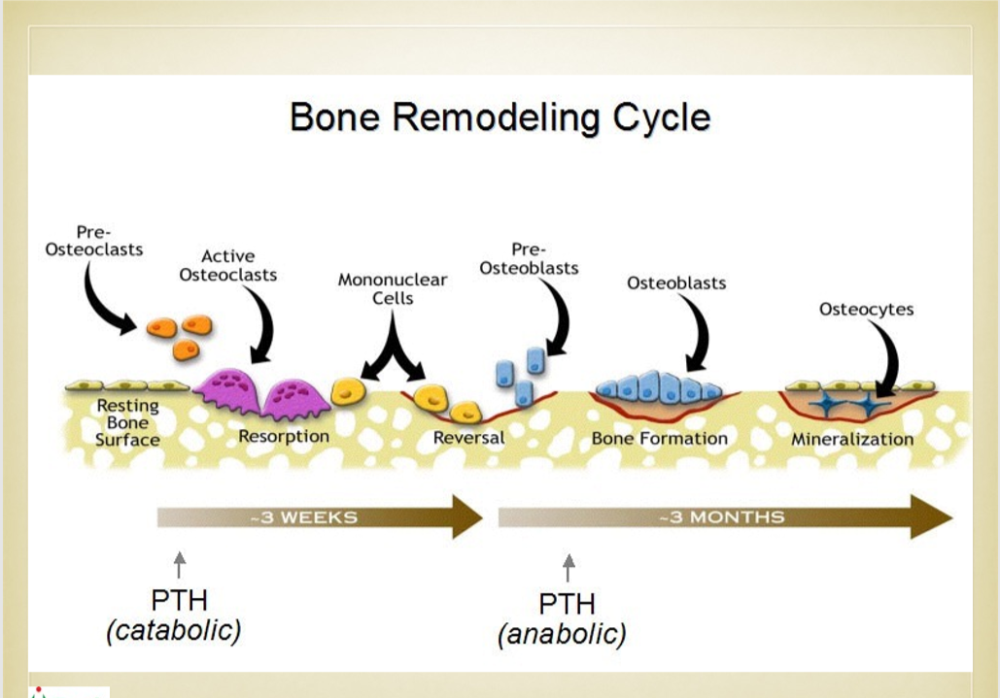 Bone Remodeling Cycle
Pre-
Osteoclasts
Active
Osteoclasts
Mononuclear
Cells
Pre-
Osteoblasts
Osteoblasts
Osteocytes
Resting
Bone
Surface
Resorption
Reversal
Bone Formation
Mineralization
~3 WEEKS
~3 MONTHS
PTH
(catabolic)
PTH
(anabolic)